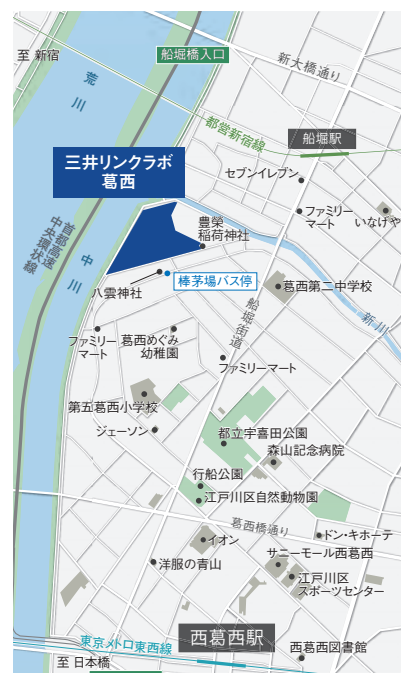 至 新宿
船堀橋入口
新大橋通り
荒川
都営新宿線
船堀駅
三井リンクラボ
葛西
セブンイレブン
ファミリー
マート
いなげや
首都高速
中央環状線
中川
豊榮
稲荷神社
八雲神社
棒茅場バス停
葛西第二中学校
新川
船堀街道
ファミリー
マート
葛西めぐみ
幼稚園
ファミリーマート
第五葛西小学校
ジェーソン
都立宇喜田公園
森山記念病院
行船公園
江戸川区自然動物園
葛西橋通り
イオン
ドン・キホーテ
洋服の青山
サニーモール西葛西
江戸川区
スポーツセンター
東京メトロ東西線
西葛西駅
西葛西図書館
至 日本橋